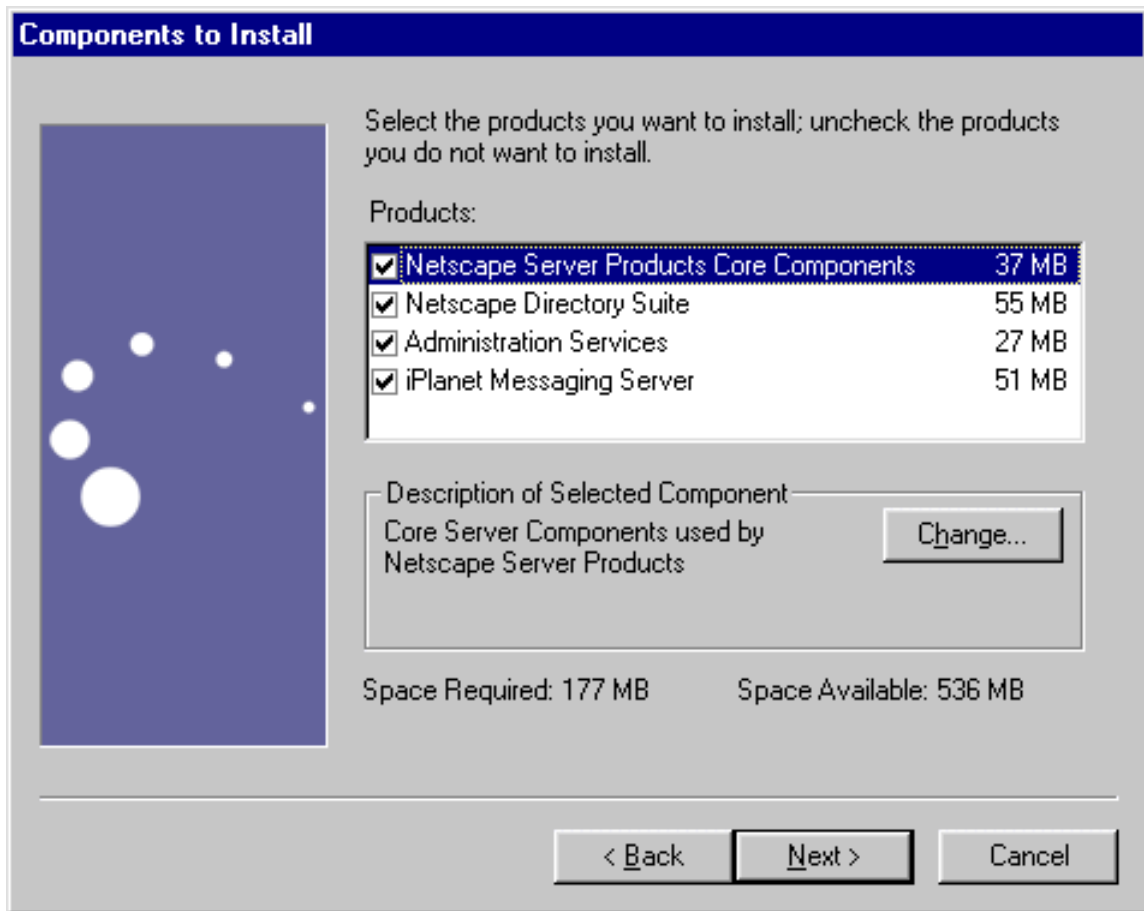 Components to Install
Select the products you want to install; uncheck the products
you do not want to install.
Products:
Netscape Server Products Core Components 37 MB
Netscape Directory Suite 55 MB
Administration Services 27 MB
iPlanet Messaging Server 51 MB
Description of Selected Component
Core Server Components used by
Netscape Server Products
Change...
Space Required: 177 MB Space Available: 536 MB
< Back Next > Cancel